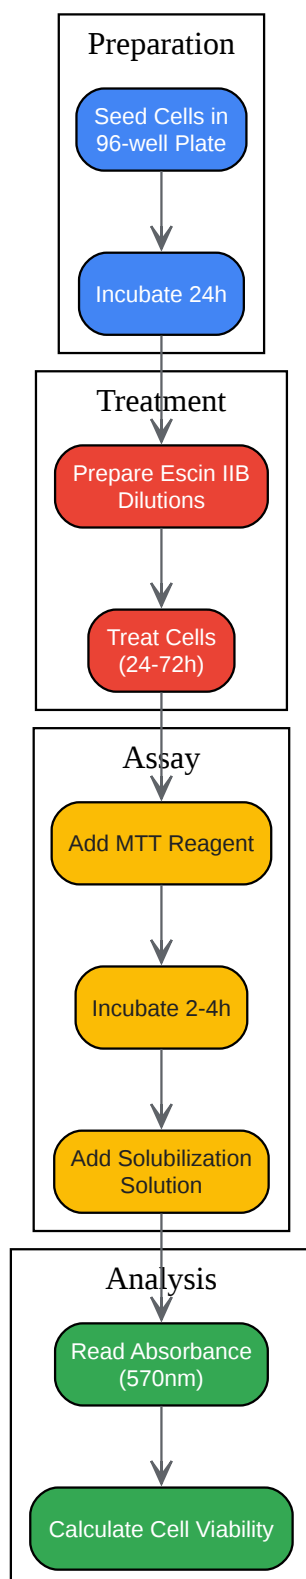 Preparation
Seed Cells in
96-well Plate
Incubate 24h
Treatment
Prepare Escin IIB
Dilutions
Treat Cells
(24-72h)
Assay
Add MTT Reagent
Incubate 2-4h
Add Solubilization
Solution
Analysis
Read Absorbance
(570nm)
Calculate Cell Viability